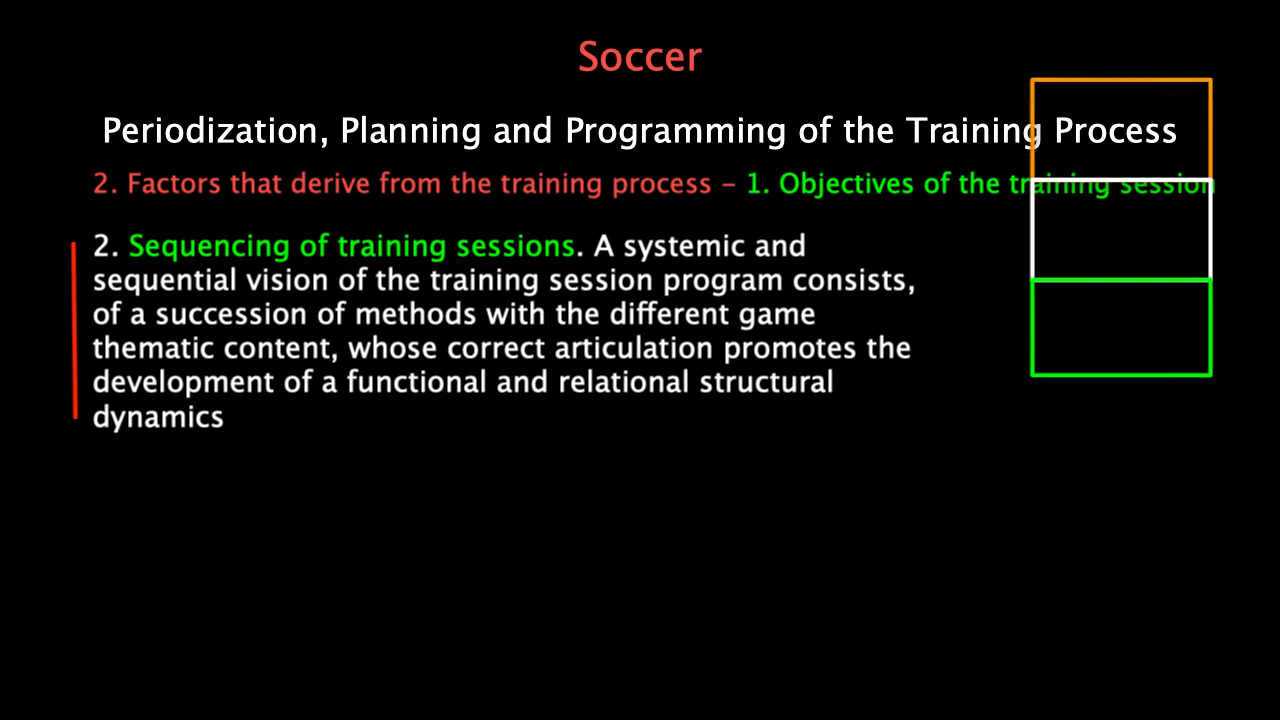 Soccer
Periodization, Planning and Programming of the Training Process
2. Factors that derive from the training process – 1. Objectives of the training session
2. Sequencing of training sessions. A systemic and
sequential vision of the training session program consists,
of a succession of methods with the different game
thematic content, whose correct articulation promotes the
development of a functional and relational structural
dynamics